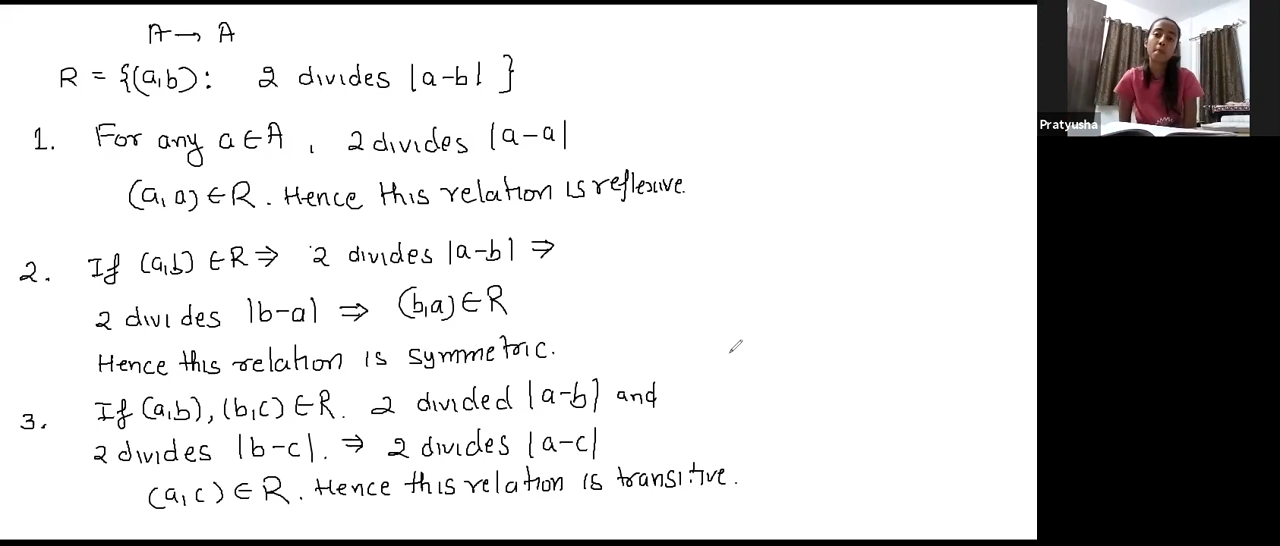 A → A
R = {(a,b): 2 divides |a-b| }
1. For any a ∈ A , 2 divides |a-a|
(a,a) ∈ R. Hence this relation is reflexive.
2. If (a,b) ∈ R ⇒ 2 divides |a-b| ⇒
2 divides |b-a| ⇒ (b,a) ∈ R
Hence this relation is symmetric.
3. If (a,b), (b,c) ∈ R. 2 divided |a-b| and
2 divides |b-c|. ⇒ 2 divides |a-c|
(a,c) ∈ R. Hence this relation is transitive.
Pratyusha